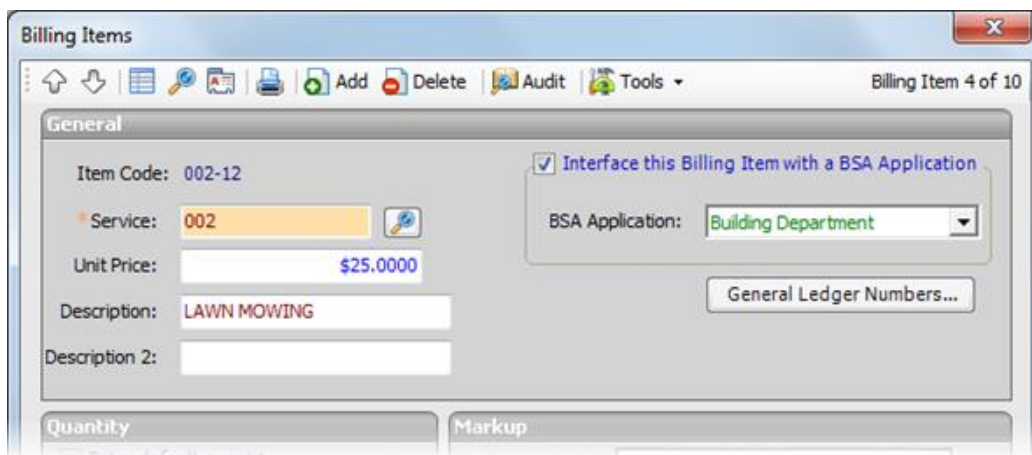 Billing Items
Add Delete Audit Tools Billing Item 4 of 10
General
Item Code: 002-12
Interface this Billing Item with a BSA Application
* Service: 002
BSA Application: Building Department
Unit Price: $25.0000
General Ledger Numbers...
Description: LAWN MOWING
Description 2:
Quantity Markup